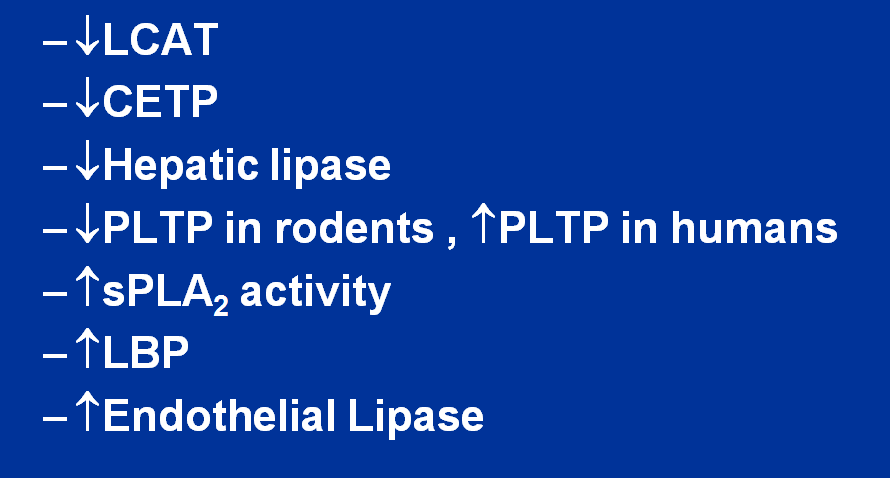 –↓LCAT
–↓CETP
–↓Hepatic lipase
–↓PLTP in rodents , ↑PLTP in humans
–↑sPLA₂ activity
–↑LBP
–↑Endothelial Lipase